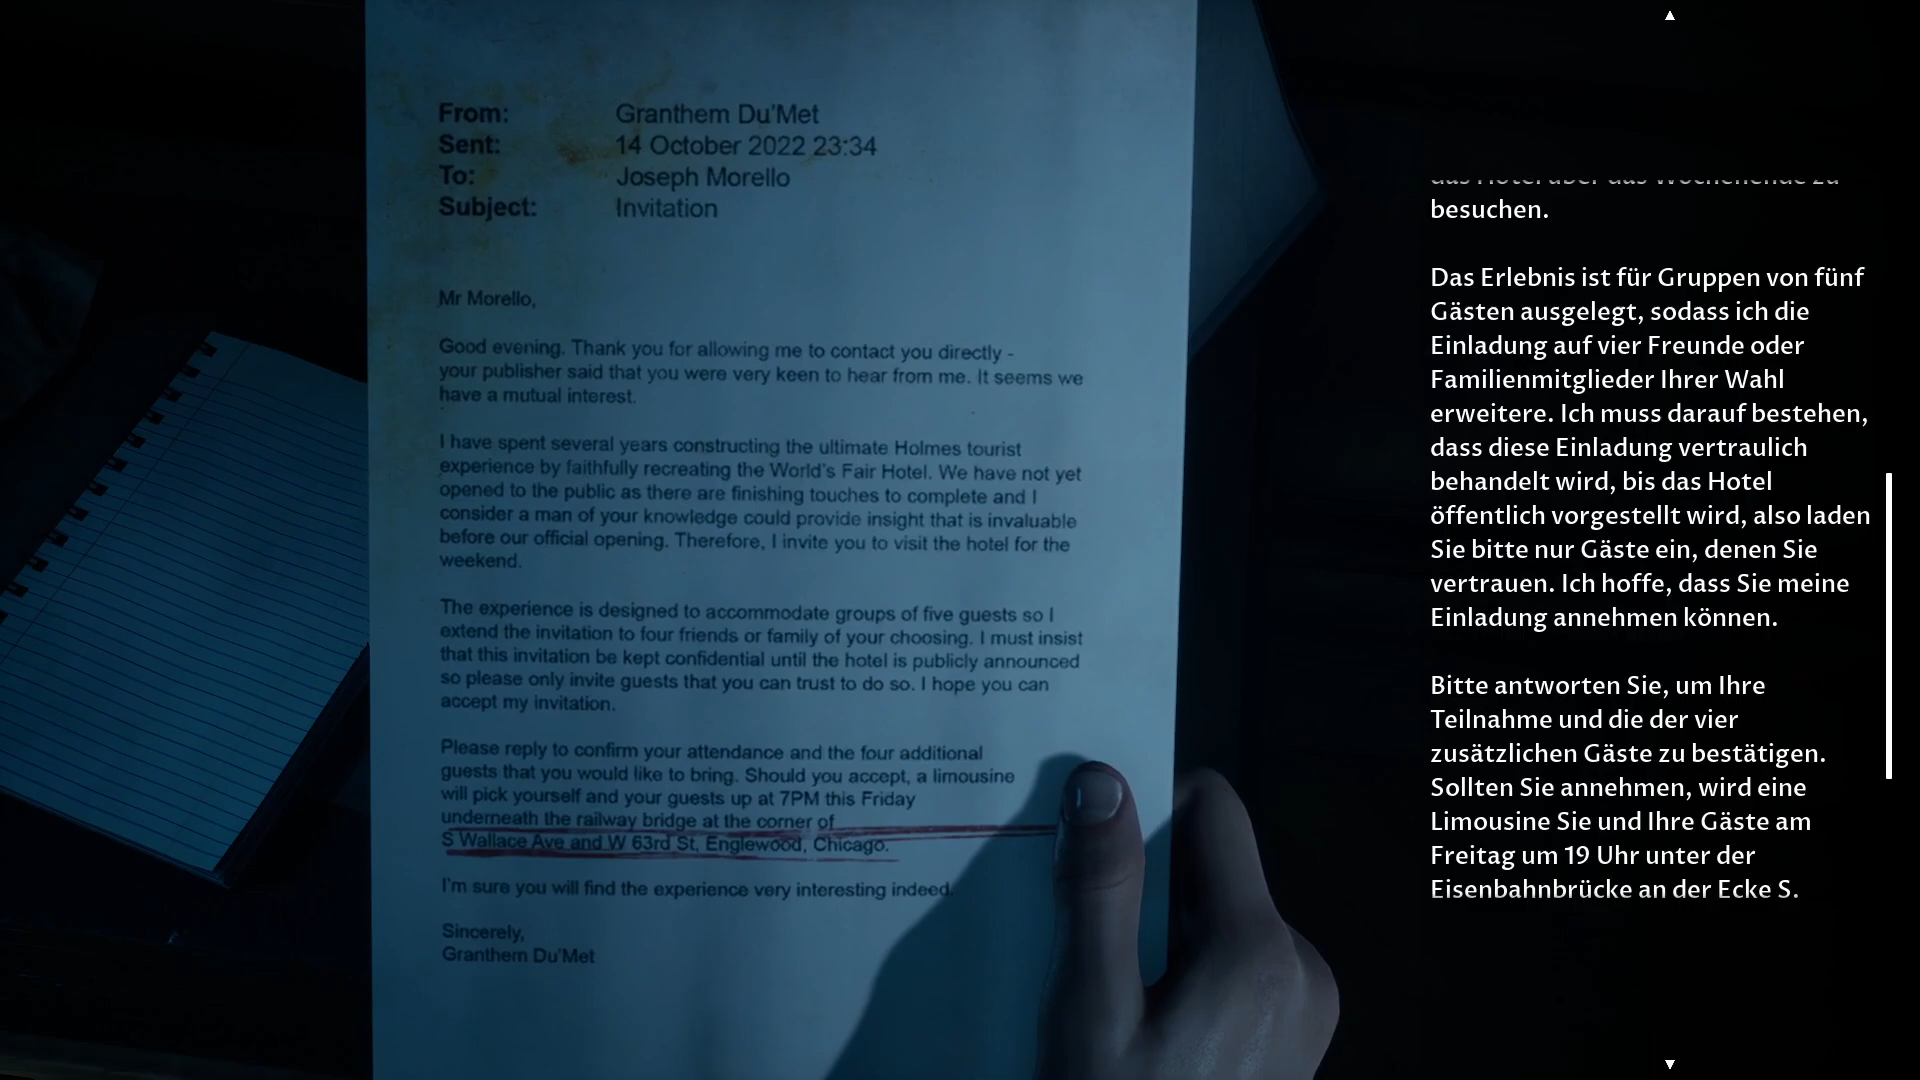 From: Granthem Du'Met
Sent: 14 October 2022 23:34
To: Joseph Morello
Subject: Invitation
Mr Morello,
Good evening. Thank you for allowing me to contact you directly -
your publisher said that you were very keen to hear from me. It seems we
have a mutual interest.
I have spent several years constructing the ultimate Holmes tourist
experience by faithfully recreating the World's Fair Hotel. We have not yet
opened to the public as there are finishing touches to complete and I
consider a man of your knowledge could provide insight that is invaluable
before our official opening. Therefore, I invite you to visit the hotel for the
weekend.
The experience is designed to accommodate groups of five guests so I
extend the invitation to four friends or family of your choosing. I must insist
that this invitation be kept confidential until the hotel is publicly announced
so please only invite guests that you can trust to do so. I hope you can
accept my invitation.
Please reply to confirm your attendance and the four additional
guests that you would like to bring. Should you accept, a limousine
will pick yourself and your guests up at 7PM this Friday
underneath the railway bridge at the corner of
S Wallace Ave and W 63rd St, Englewood, Chicago.
I'm sure you will find the experience very interesting indeed.
Sincerely,
Granthem Du'Met
das Hotel über das Wochenende zu
besuchen.
Das Erlebnis ist für Gruppen von fünf
Gästen ausgelegt, sodass ich die
Einladung auf vier Freunde oder
Familienmitglieder Ihrer Wahl
erweitere. Ich muss darauf bestehen,
dass diese Einladung vertraulich
behandelt wird, bis das Hotel
öffentlich vorgestellt wird, also laden
Sie bitte nur Gäste ein, denen Sie
vertrauen. Ich hoffe, dass Sie meine
Einladung annehmen können.
Bitte antworten Sie, um Ihre
Teilnahme und die der vier
zusätzlichen Gäste zu bestätigen.
Sollten Sie annehmen, wird eine
Limousine Sie und Ihre Gäste am
Freitag um 19 Uhr unter der
Eisenbahnbrücke an der Ecke S.